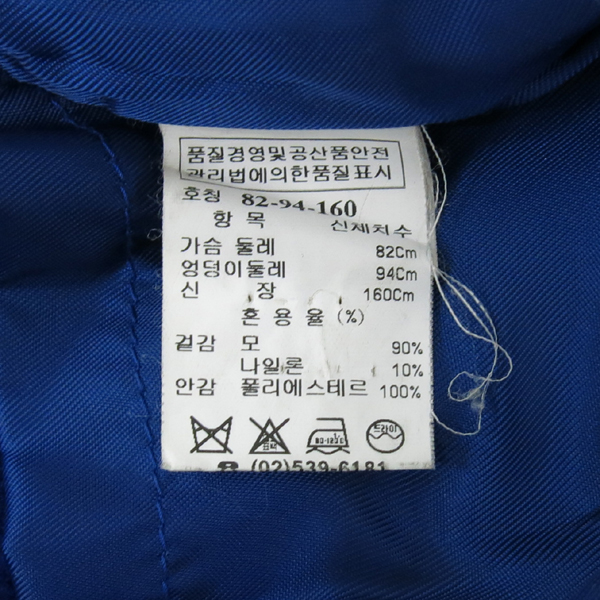 품질경영및공산품안전
관리법에의한품질표시
호칭 82-94-160
항 목 신체치수
가슴 둘레 82Cm
엉덩이둘레 94Cm
신 장 160Cm
혼 용 율 (%)
겉감 모 90%
나일론 10%
안감 폴리에스테르 100%
드라이
☎ (02)539-6181